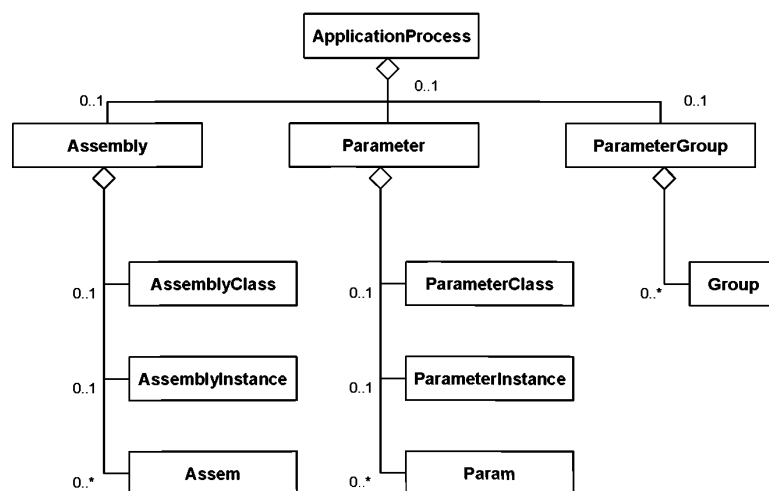 ApplicationProcess
0..1
0..1
0..1
Assembly
Parameter
ParameterGroup
AssemblyClass
ParameterClass
Group
0..1
0..1
0..*
AssemblyInstance
ParameterInstance
0..1
0..1
Assem
Param
0..*
0..*